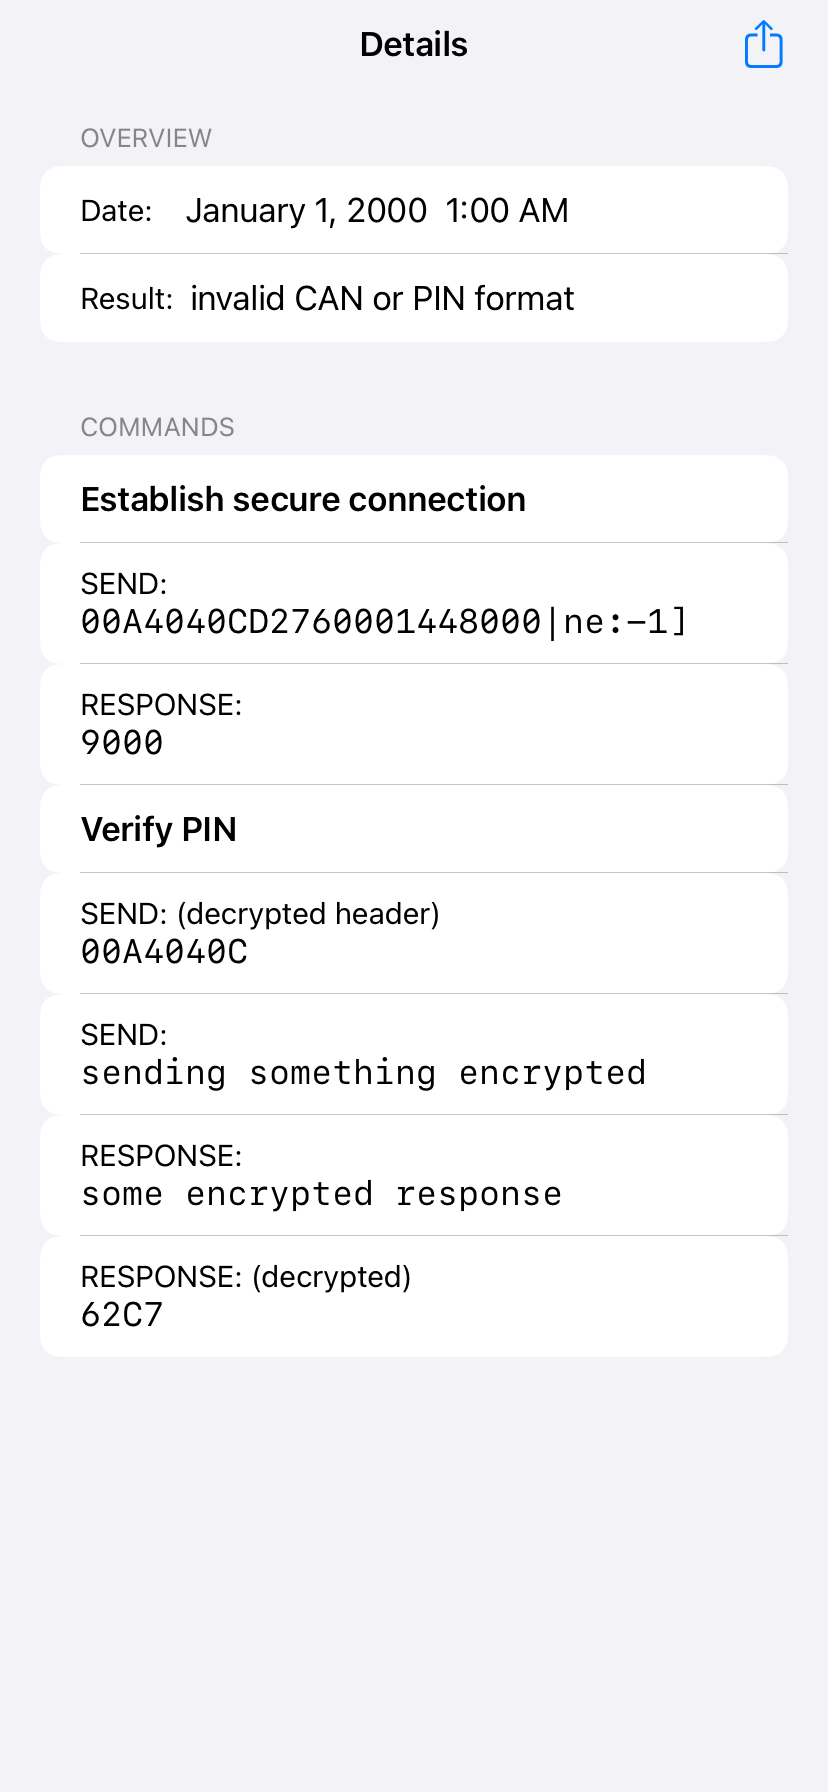 Details
OVERVIEW
Date: January 1, 2000 1:00 AM
Result: invalid CAN or PIN format
COMMANDS
Establish secure connection
SEND:
00A4040CD2760001448000|ne:-1]
RESPONSE:
9000
Verify PIN
SEND: (decrypted header)
00A4040C
SEND:
sending something encrypted
RESPONSE:
some encrypted response
RESPONSE: (decrypted)
62C7